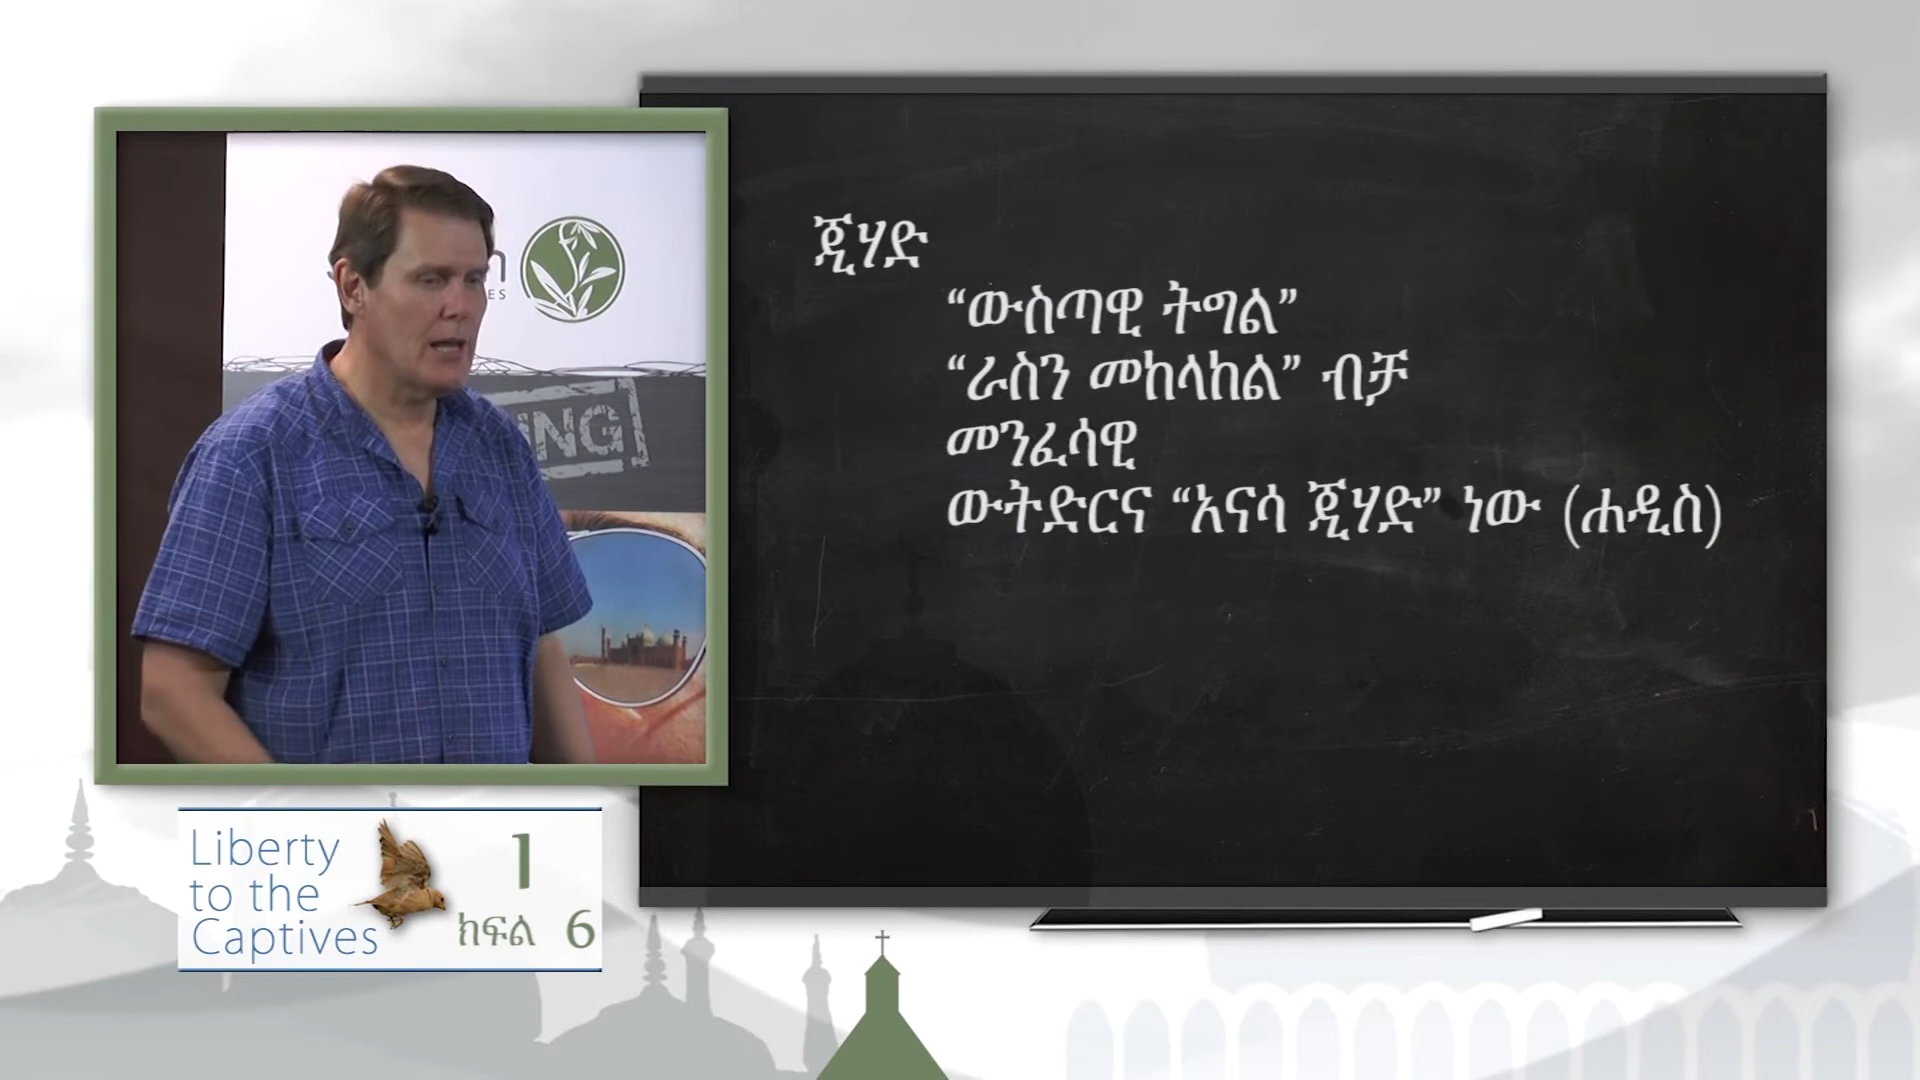 ጂሃድ
“ውስጣዊ ትግል”
“ራስን መከላከል” ብቻ
መንፈሳዊ
ውትድርና “አናሳ ጂሃድ” ነው (ሐዲስ)
Liberty
to the
Captives
1
ክፍል 6